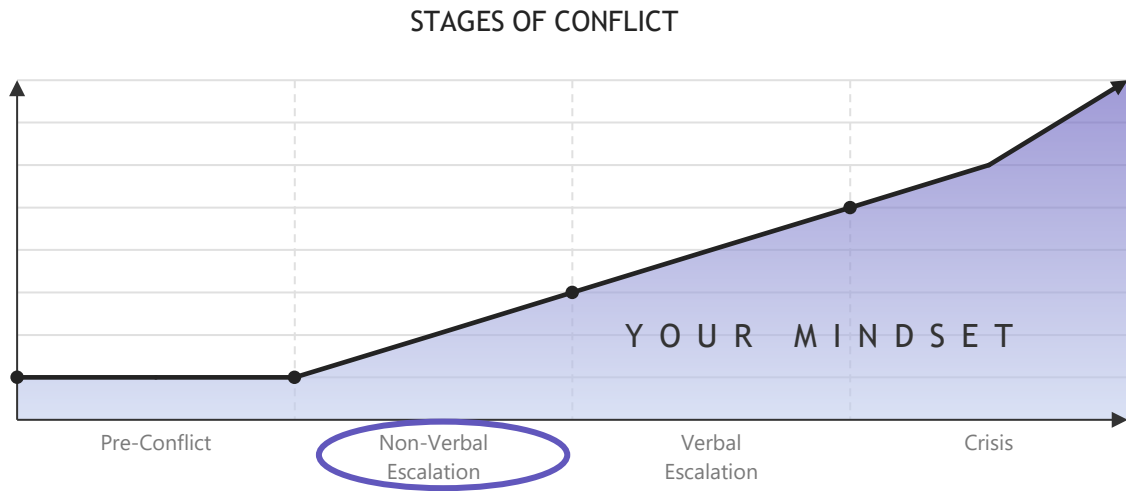 STAGES OF CONFLICT
YOUR MINDSET
Pre-Conflict
Non-Verbal
Escalation
Verbal
Escalation
Crisis